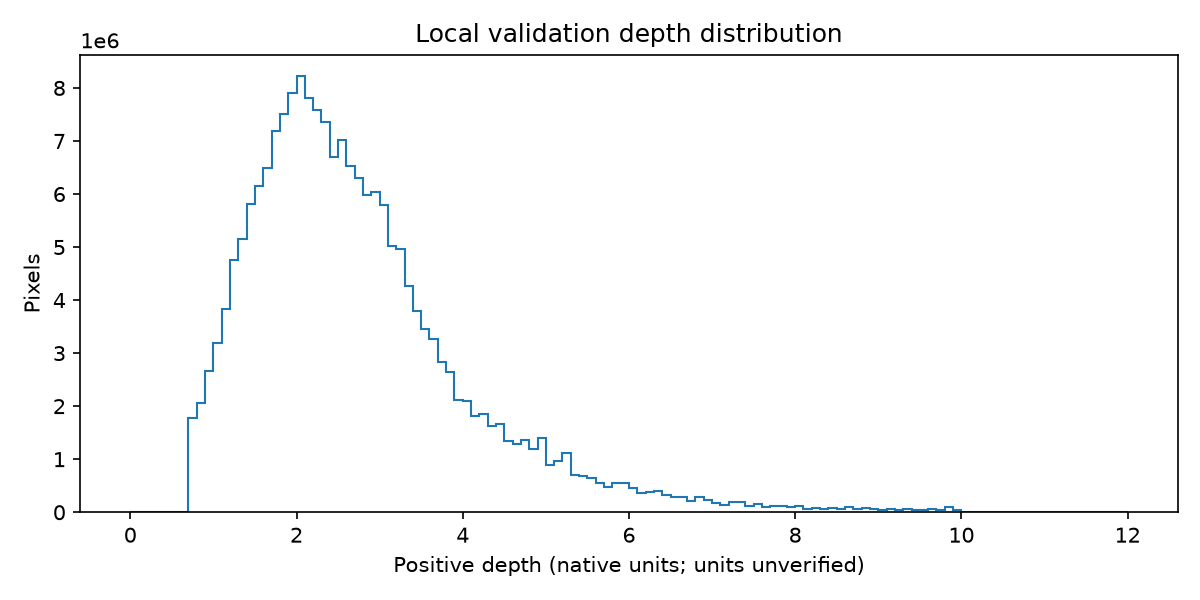 Local validation depth distribution
1e6
8
7
6
5
4
3
2
1
0
Pixels
0 2 4 6 8 10 12
Positive depth (native units; units unverified)